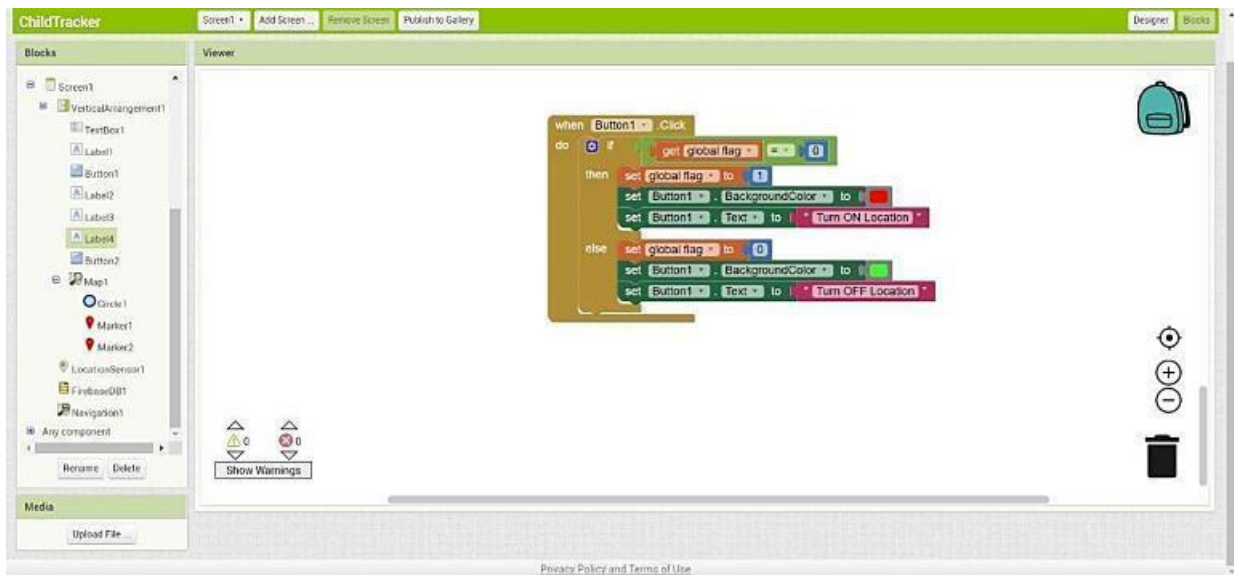 ChildTracker
Screen1
Add Screen ...
Remove Screen
Publish to Gallery
Designer
Blocks
Blocks
Viewer
Screen1
VerticalArrangement1
TextBox1
Label1
Button1
Label2
Label3
Label4
Button2
Map1
Circle1
Marker1
Marker2
LocationSensor1
FirebaseDB1
Navigation1
Any component
Rename
Delete
Media
Upload File ...
when Button1 .Click
do if get global flag = 0
then set global flag to 1
set Button1 . BackgroundColor to
set Button1 . Text to " Turn ON Location "
else set global flag to 0
set Button1 . BackgroundColor to
set Button1 . Text to " Turn OFF Location "
0 0
Show Warnings
Privacy Policy and Terms of Use